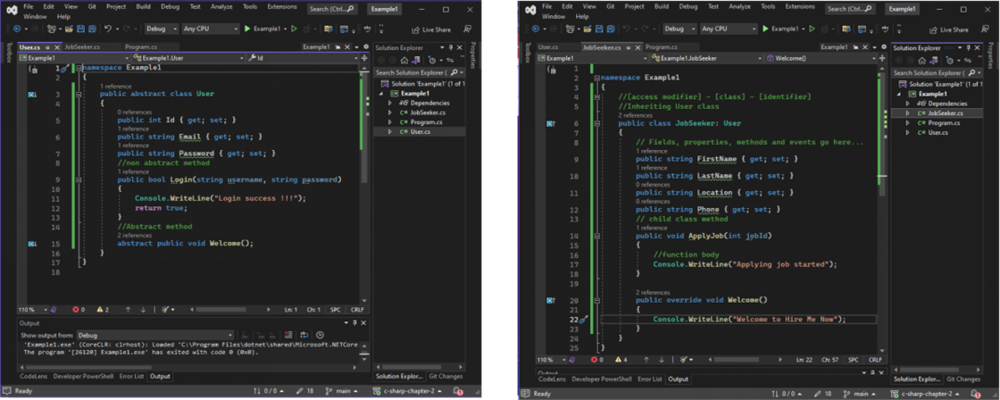 File Edit View Git Project Build Debug Test Analyze Tools Extensions Search (Ctrl... Example1
Window Help
Debug Any CPU Example1 Live Share
User.cs JobSeeker.cs Program.cs Example1 Solution Explorer
Example1 Example1.User Id
Search Solution Explorer (
Solution 'Example1' (1 of 1
Example1
Dependencies
JobSeeker.cs
Program.cs
User.cs
Toolbox
Properties
1 namespace Example1
2 {
1 reference
3 public abstract class User
4 {
0 references
5 public int Id { get; set; }
1 reference
6 public string Email { get; set; }
1 reference
7 public string Password { get; set; }
8 //non abstract method
1 reference
9 public bool Login(string username, string password)
10 {
11 Console.WriteLine("Login success !!!");
12 return true;
13 }
14 //Abstract method
2 references
15 abstract public void Welcome();
16 }
17 }
18
110 % 0 2 Ln: 1 Ch: 1 SPC CRLF
Output
Show output from: Debug
'Example1.exe' (CoreCLR: clrhost): Loaded 'C:\Program Files\dotnet\shared\Microsoft.NETCore
The program '[26120] Example1.exe' has exited with code 0 (0x0).
CodeLens Developer PowerShell Error List Output Solution Explor... Git Changes
Ready 0 / 0 18 main c-sharp-chapter-2
File Edit View Git Project Build Debug Test Analyze Tools Extensions Search (Ctrl... Example1
Window Help
Debug Any CPU Example1 Live Share
User.cs JobSeeker.cs Program.cs Example1 Solution Explorer
Example1 Example1.JobSeeker Welcome()
Search Solution Explorer (
Solution 'Example1' (1 of 1
Example1
Dependencies
JobSeeker.cs
Program.cs
User.cs
Toolbox
Properties
1
2 namespace Example1
3 {
4 //[access modifier] - [class] - [identifier]
5 //Inheriting User class
2 references
6 public class JobSeeker: User
7 {
8 // Fields, properties, methods and events go here...
1 reference
9 public string FirstName { get; set; }
1 reference
10 public string LastName { get; set; }
0 references
11 public string Location { get; set; }
0 references
12 public string Phone { get; set; }
13 // child class method
1 reference
14 public void ApplyJob(int jobId)
15 {
16 //function body
17 Console.WriteLine("Applying job started");
18 }
19
2 references
20 public override void Welcome()
21 {
22 Console.WriteLine("Welcome to Hire Me Now");
23 }
24 }
25 }
110 % 0 4 Ln: 22 Ch: 57 SPC CRLF
Output
CodeLens Developer PowerShell Error List Output Solution Explor... Git Changes
Ready 0 / 0 18 main c-sharp-chapter-2